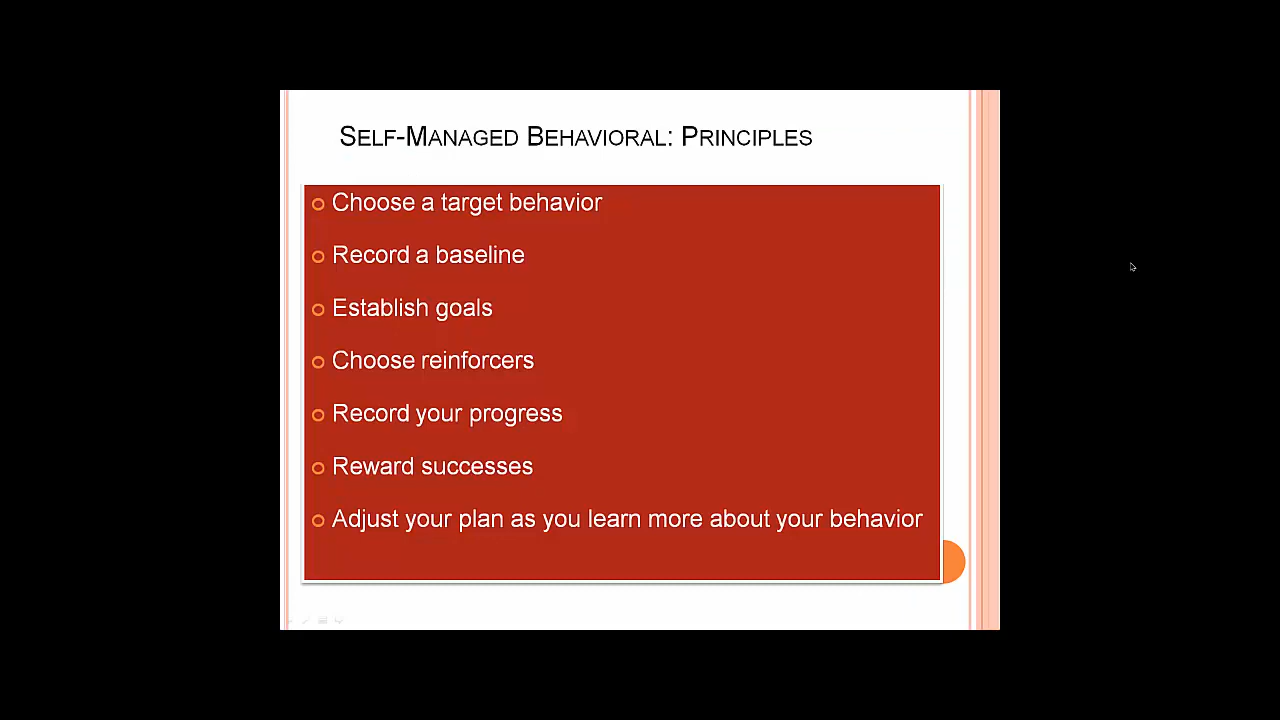 Self-Managed Behavioral: Principles
Choose a target behavior
Record a baseline
Establish goals
Choose reinforcers
Record your progress
Reward successes
Adjust your plan as you learn more about your behavior